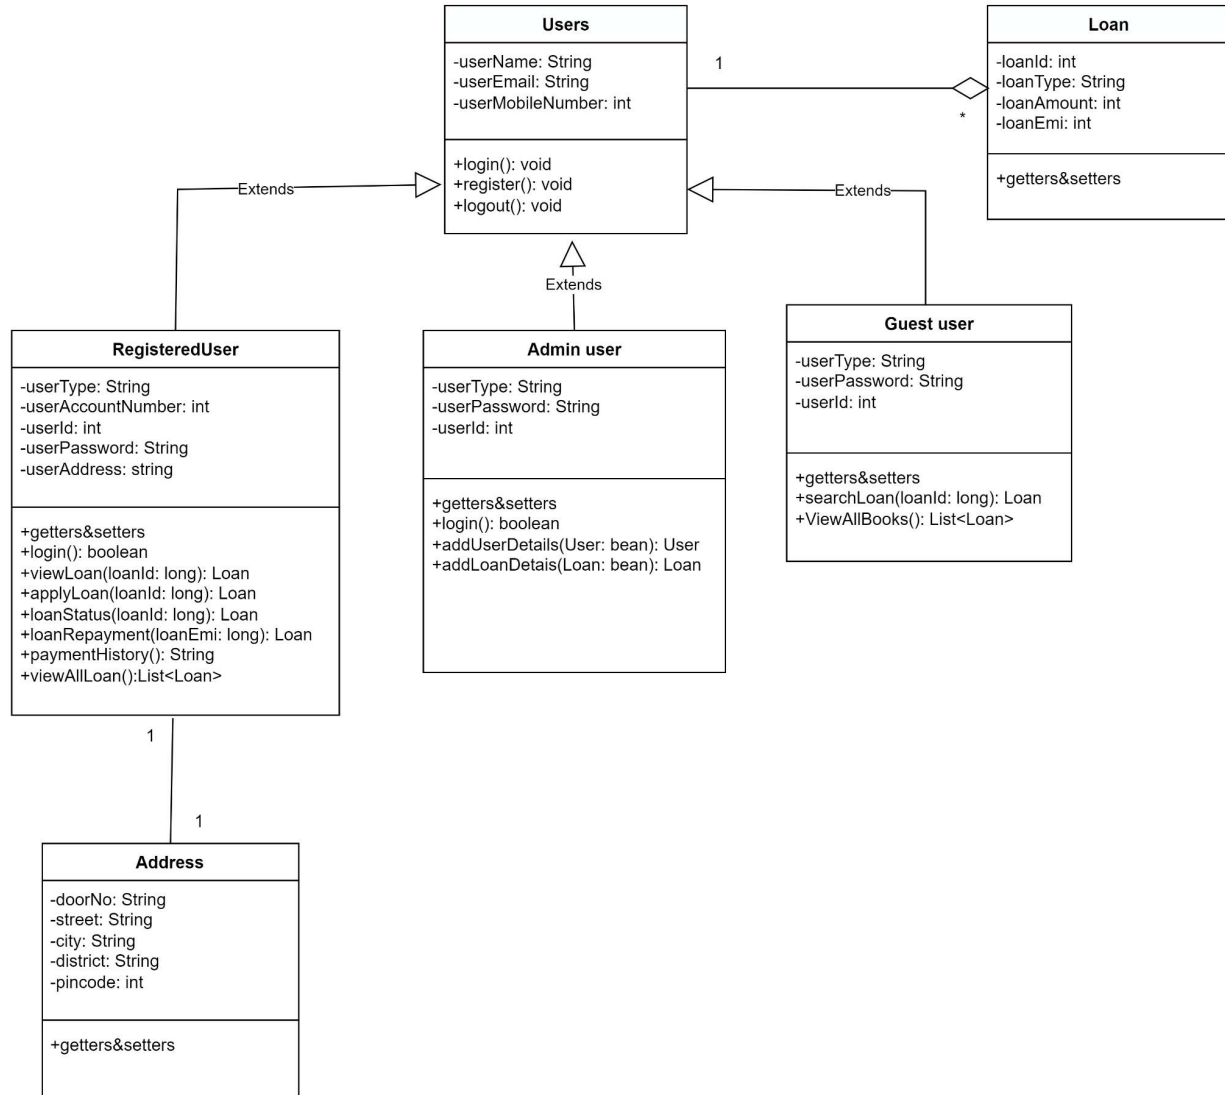 Users
-userName: String
-userEmail: String
-userMobileNumber: int
+login(): void
+register(): void
+logout(): void
1
*
Loan
-loanId: int
-loanType: String
-loanAmount: int
-loanEmi: int
+getters&setters
Extends
Extends
Extends
RegisteredUser
-userType: String
-userAccountNumber: int
-userId: int
-userPassword: String
-userAddress: string
+getters&setters
+login(): boolean
+viewLoan(loanId: long): Loan
+applyLoan(loanId: long): Loan
+loanStatus(loanId: long): Loan
+loanRepayment(loanEmi: long): Loan
+paymentHistory(): String
+viewAllLoan():List<Loan>
Admin user
-userType: String
-userPassword: String
-userId: int
+getters&setters
+login(): boolean
+addUserDetails(User: bean): User
+addLoanDetais(Loan: bean): Loan
Guest user
-userType: String
-userPassword: String
-userId: int
+getters&setters
+searchLoan(loanId: long): Loan
+ViewAllBooks(): List<Loan>
1
1
Address
-doorNo: String
-street: String
-city: String
-district: String
-pincode: int
+getters&setters